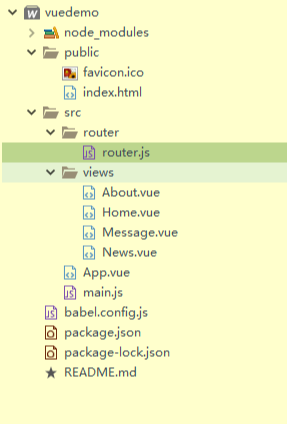 vuedemo
node_modules
public
favicon.ico
index.html
src
router
router.js
views
About.vue
Home.vue
Message.vue
News.vue
App.vue
main.js
babel.config.js
package.json
package-lock.json
README.md